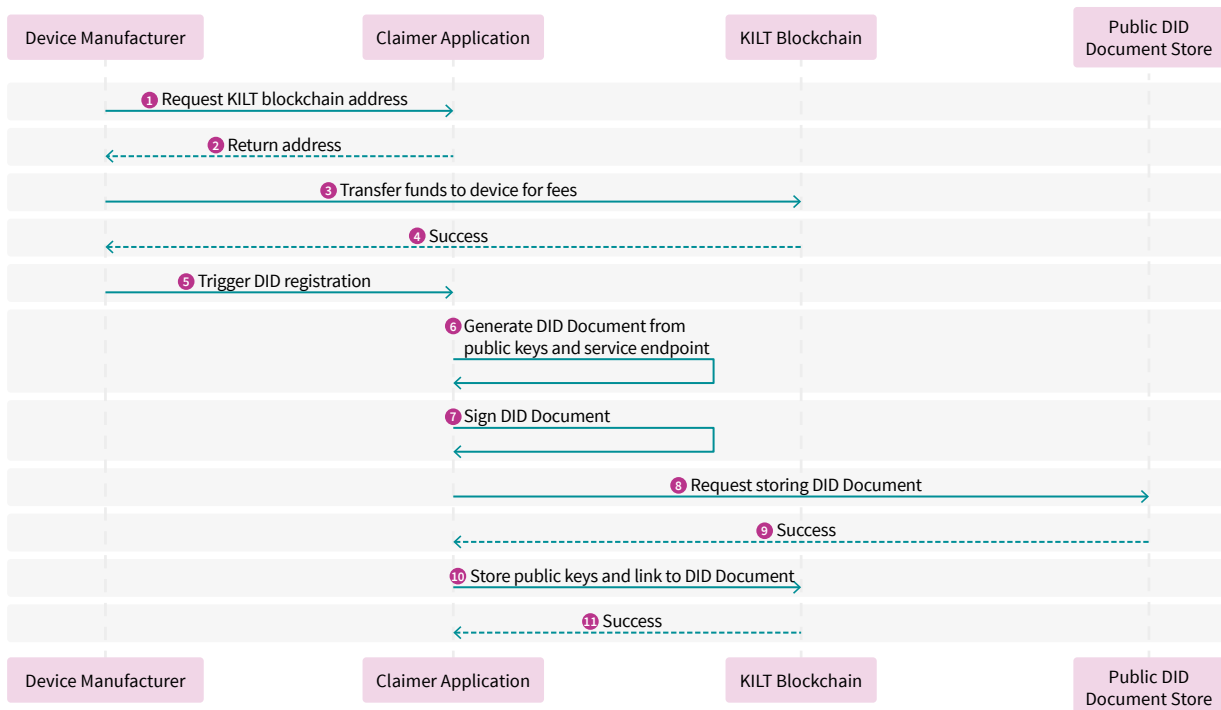 Device Manufacturer
Claimer Application
KILT Blockchain
Public DID
Document Store
1 Request KILT blockchain address
2 Return address
3 Transfer funds to device for fees
4 Success
5 Trigger DID registration
6 Generate DID Document from
public keys and service endpoint
7 Sign DID Document
8 Request storing DID Document
9 Success
10 Store public keys and link to DID Document
11 Success
Device Manufacturer
Claimer Application
KILT Blockchain
Public DID
Document Store